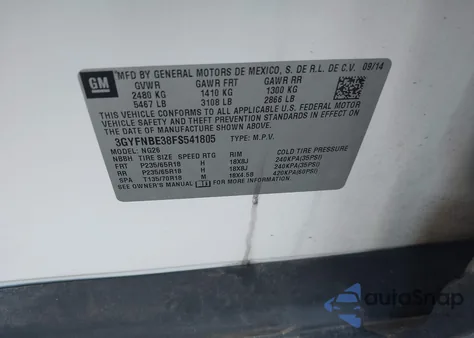 GM
MFD BY GENERAL MOTORS DE MEXICO, S. DE R.L. DE C.V. 09/14
GVWR GAWR FRT GAWR RR
2480 KG 1410 KG 1300 KG
5467 LB 3108 LB 2866 LB
THIS VEHICLE CONFORMS TO ALL APPLICABLE U.S. FEDERAL MOTOR
VEHICLE SAFETY, BUMPER, AND THEFT PREVENTION STANDARDS IN
EFFECT ON THE DATE OF MANUFACTURE SHOWN ABOVE.
3GYFNBE38FS541805 TYPE: M.P.V.
MODEL: NG26
NBBH TIRE SIZE SPEED RTG RIM COLD TIRE PRESSURE
FRT P235/65R18 H 18X8J 240KPA(35PSI)
RR P235/65R18 H 18X8J 240KPA(35PSI)
SPA T135/70R18 M 18X4.5B 420KPA(60PSI)
SEE OWNER'S MANUAL FOR ADDITIONAL INFORMATION.
autoSnap